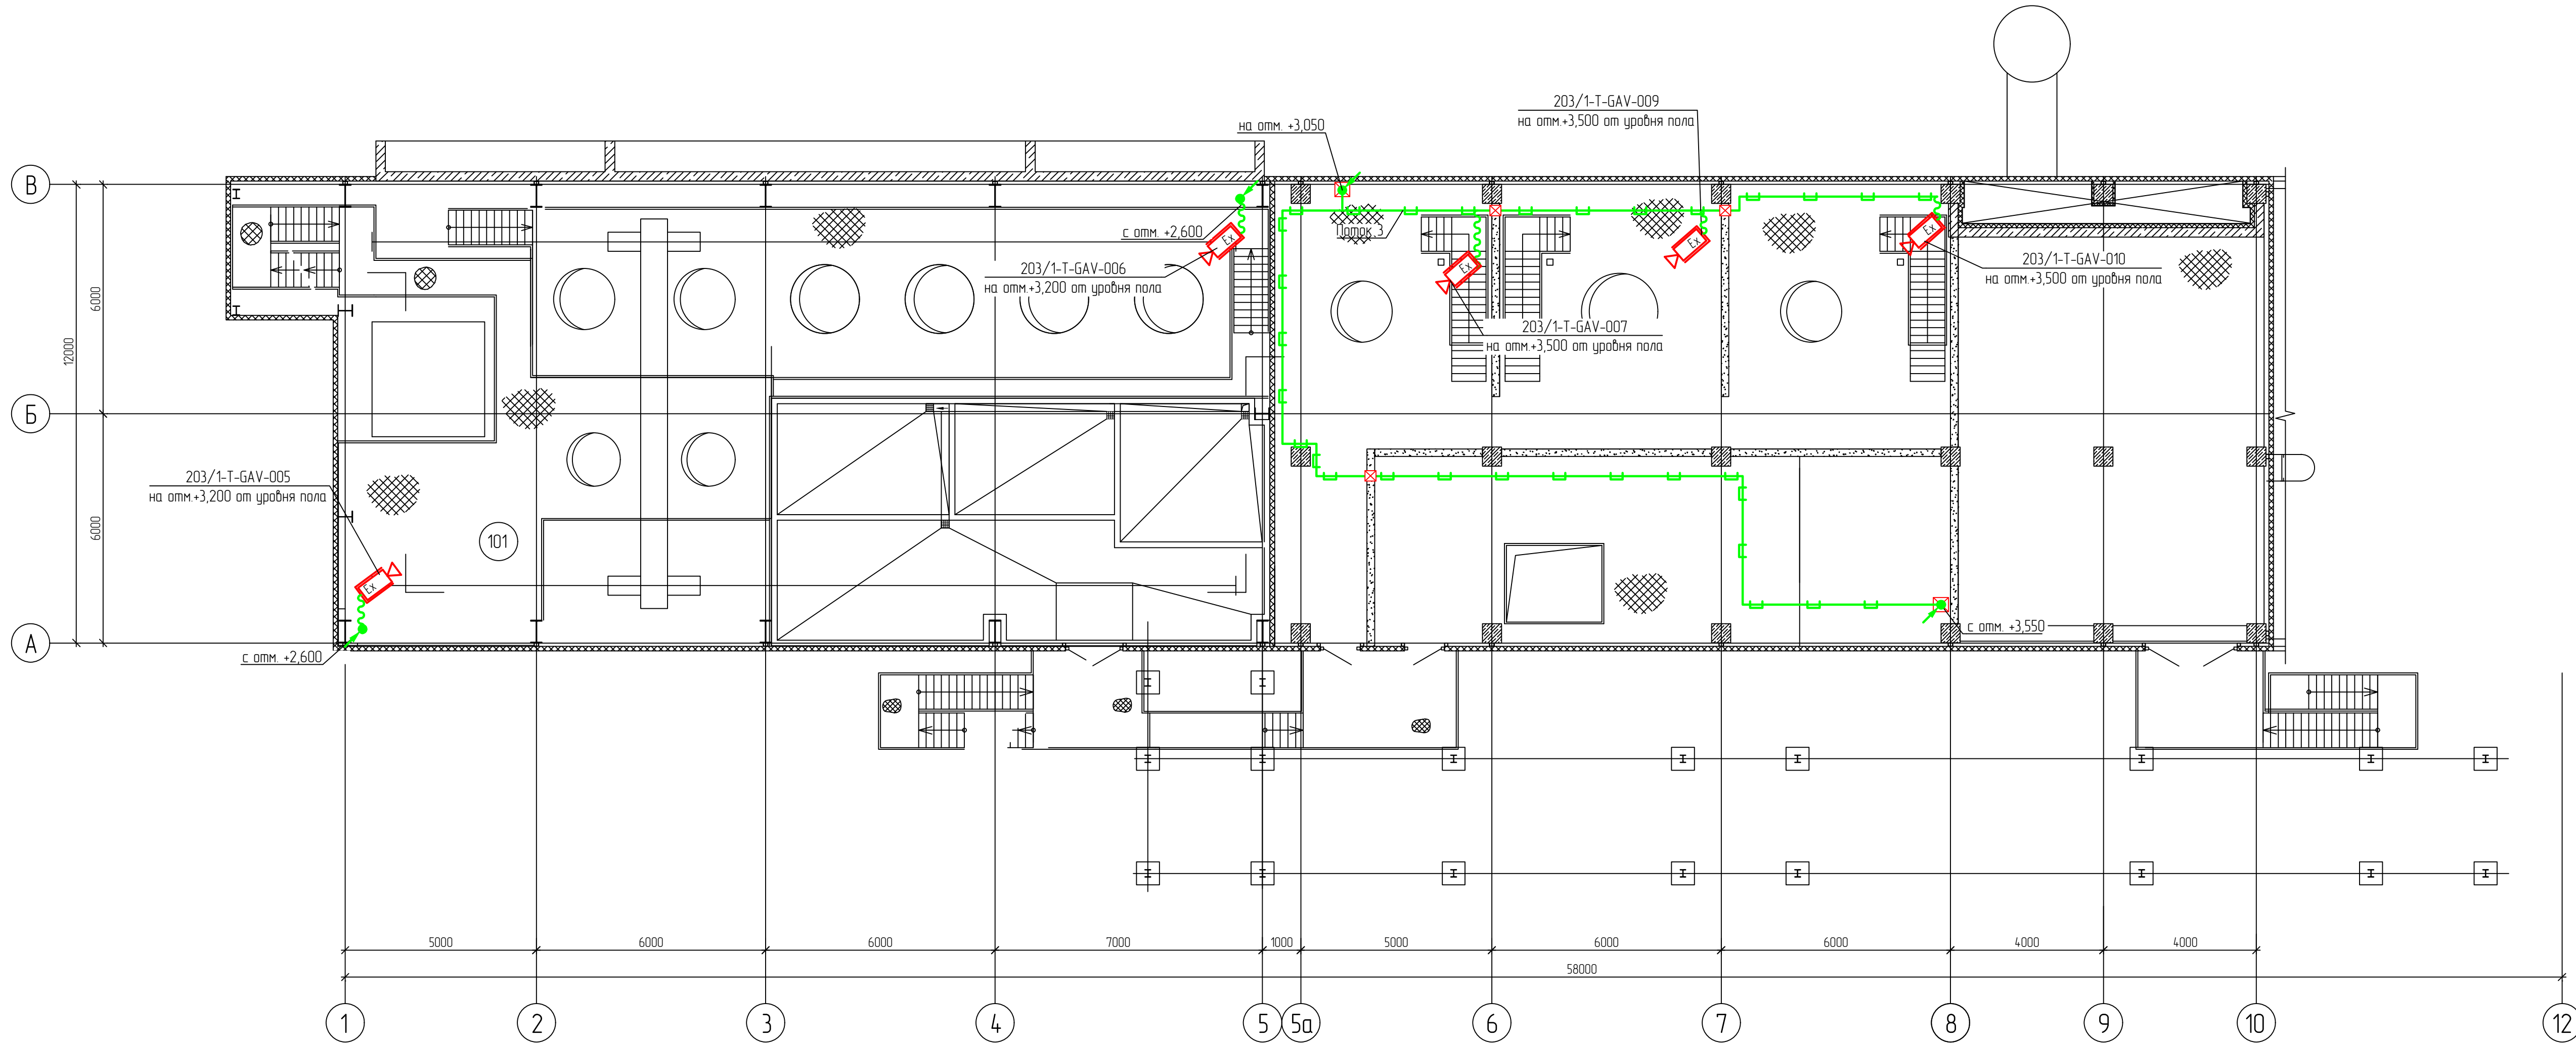 203/1-Т-GAV-009
на отм.+3,500 от уровня пола
на отм. +3,050
В
с отм. +2,600
Поток 3
203/1-Т-GAV-006
на отм.+3,200 от уровня пола
203/1-Т-GAV-010
на отм.+3,500 от уровня пола
Ex
Ex
Ex
Ex
6000
12000
203/1-Т-GAV-007
на отм.+3,500 от уровня пола
Б
203/1-Т-GAV-005
на отм.+3,200 от уровня пола
6000
101
Ex
А
с отм. +2,600
с отм. +3,550
5000
6000
6000
7000
1000
5000
6000
6000
4000
4000
58000
1
2
3
4
5
5а
6
7
8
9
10
12